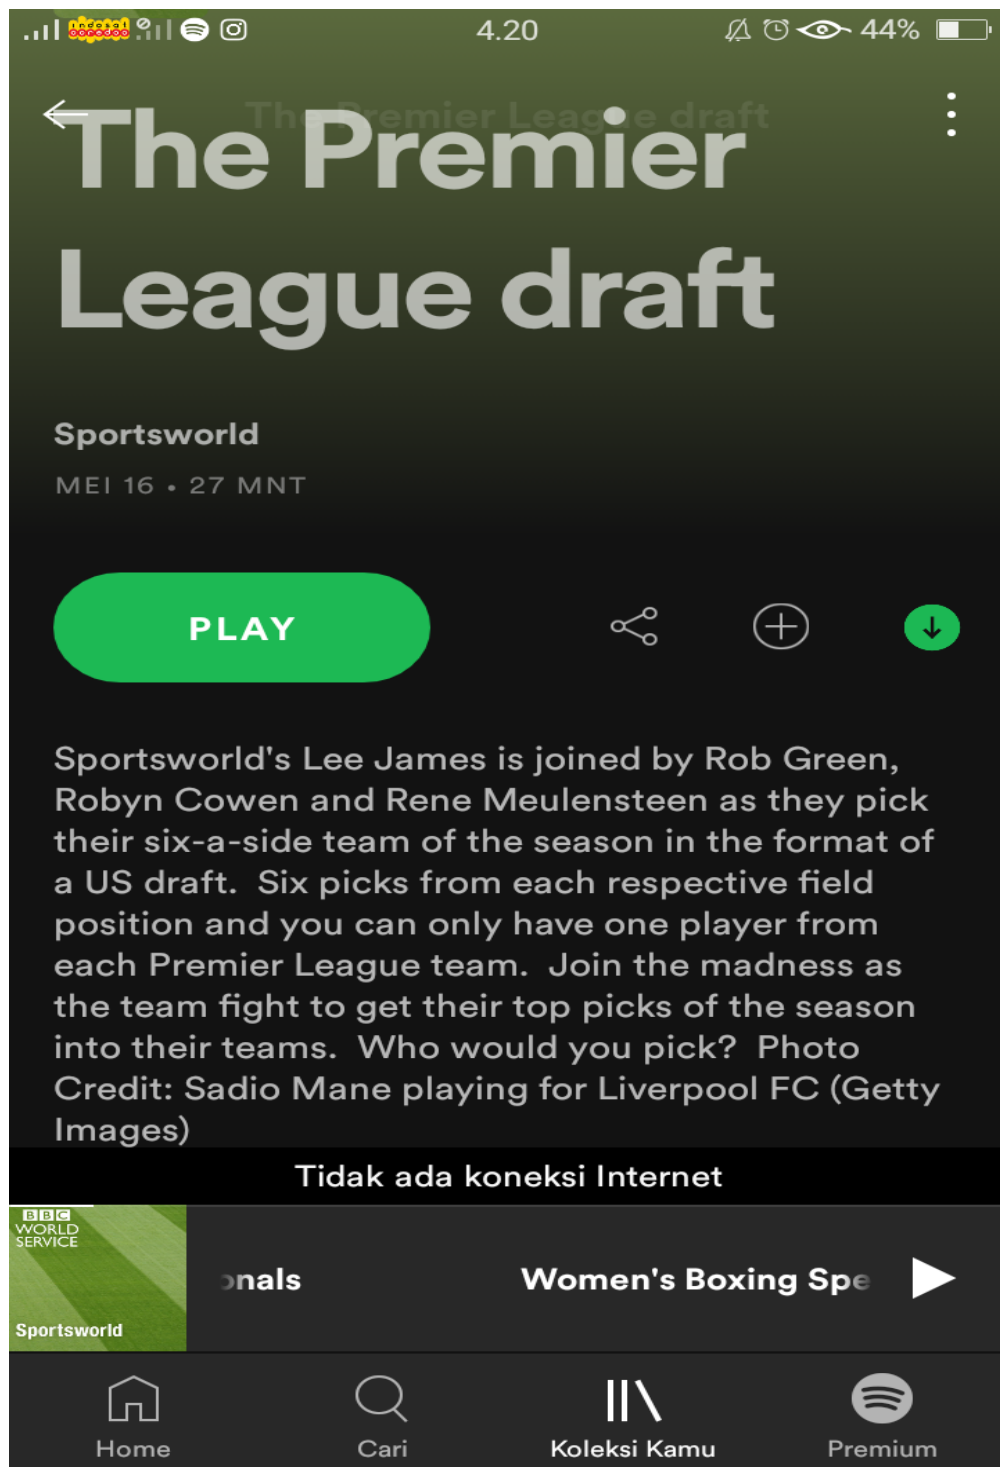 indosat
ooredoo
4.20
44%
The Premier League draft
The Premier
League draft
Sportsworld
MEI 16 • 27 MNT
PLAY
Sportsworld's Lee James is joined by Rob Green,
Robyn Cowen and Rene Meulensteen as they pick
their six-a-side team of the season in the format of
a US draft.  Six picks from each respective field
position and you can only have one player from
each Premier League team.  Join the madness as
the team fight to get their top picks of the season
into their teams.  Who would you pick?  Photo
Credit: Sadio Mane playing for Liverpool FC (Getty
Images)
Tidak ada koneksi Internet
BBC
WORLD
SERVICE
Sportsworld
onals
Women's Boxing Spe
Home
Cari
Koleksi Kamu
Premium